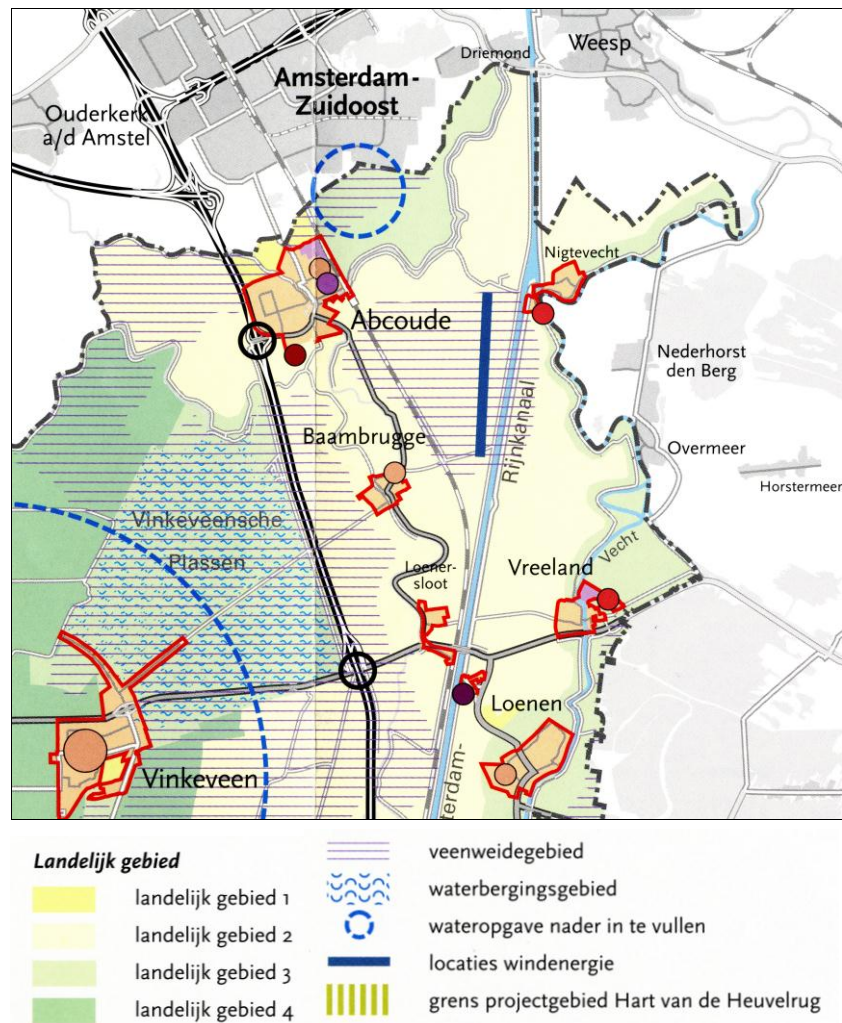 Driemond
Weesp
Amsterdam-
Zuidoost
Ouderkerk
a/d Amstel
Nigtevecht
Abcoude
Nederhorst
den Berg
Baambrugge
Rijnkanaal
Overmeer
Horstermeer
Vinkeveensche
Plassen
Vecht
Loener-
sloot
Vreeland
Loenen
Vinkeveen
terdam-
Landelijk gebied
landelijk gebied 1
landelijk gebied 2
landelijk gebied 3
landelijk gebied 4
veenweidegebied
waterbergingsgebied
wateropgave nader in te vullen
locaties windenergie
grens projectgebied Hart van de Heuvelrug